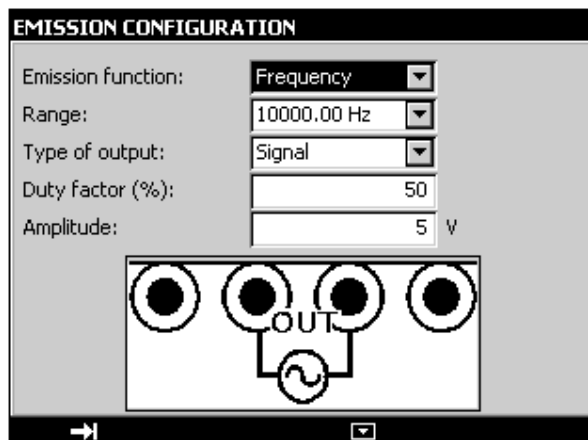 EMISSION CONFIGURATION
Emission function: Frequency
Range: 10000.00 Hz
Type of output: Signal
Duty factor (%): 50
Amplitude: 5 V
OUT